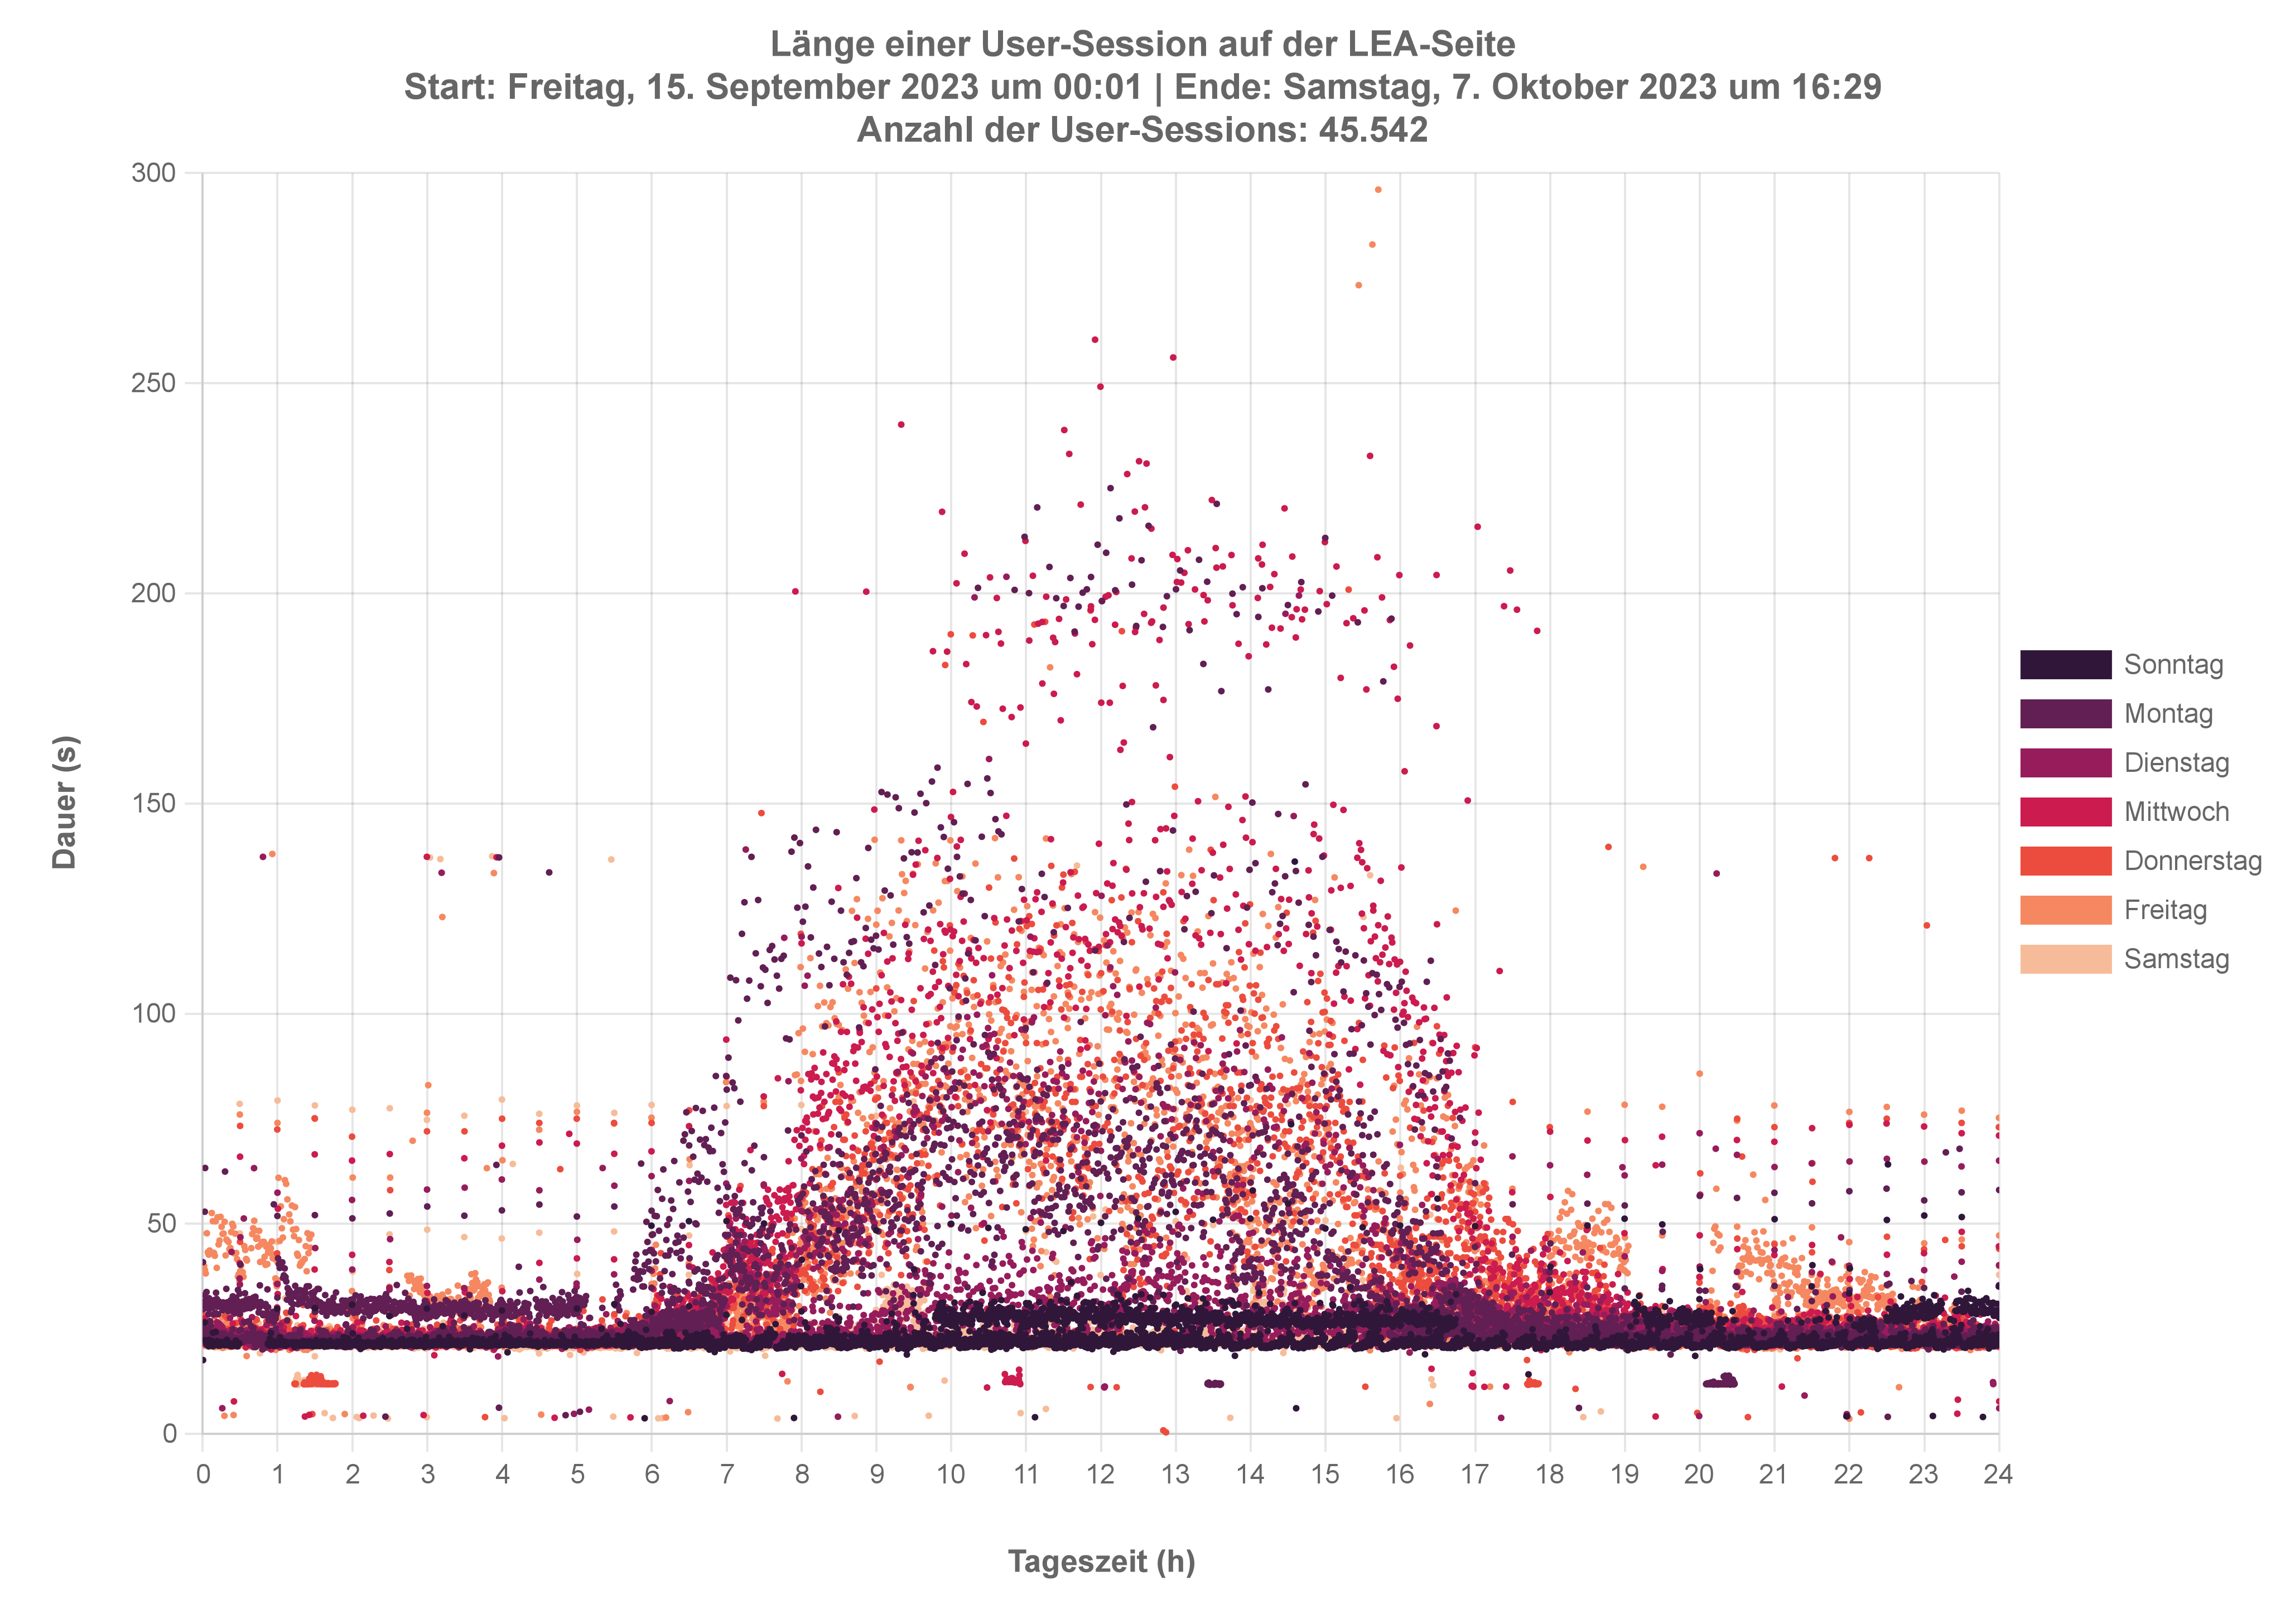 Länge einer User-Session auf der LEA-Seite
Start: Freitag, 15. September 2023 um 00:01 | Ende: Samstag, 7. Oktober 2023 um 16:29
Anzahl der User-Sessions: 45.542
300
250
200
150
100
50
0
Dauer (s)
0 1 2 3 4 5 6 7 8 9 10 11 12 13 14 15 16 17 18 19 20 21 22 23 24
Tageszeit (h)
Sonntag
Montag
Dienstag
Mittwoch
Donnerstag
Freitag
Samstag